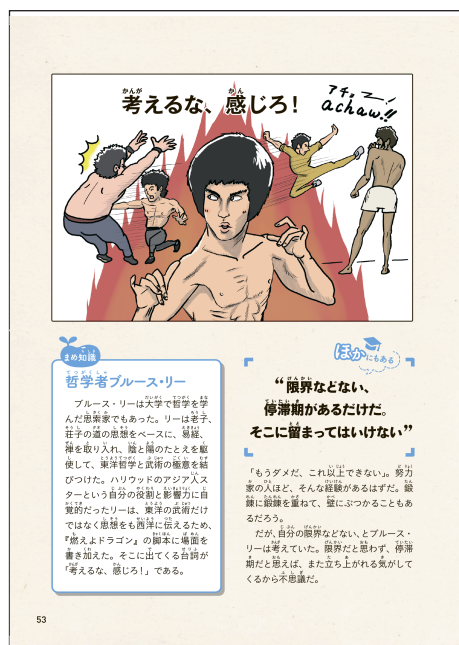 考えるな、感じろ!
アチョー!
achaw!!
まめ知識
哲学者ブルース・リー
ブルース・リーは大学で哲学を学
んだ思索家でもあった。リーは老子、
荘子の道の思想をベースに、易経、
禅を取り入れ、陰と陽のたとえを駆
使して、東洋哲学と武術の極意を結
びつけた。ハリウッドのアジア人ス
ターという自分の役割と影響力に自
覚的だったリーは、東洋の武術だけ
ではなく思想をも西洋に伝えるため、
『燃えよドラゴン』の脚本に場面を
書き加えた。そこに出てくる台詞が
「考えるな、感じろ!」である。
ほかにもある
“限界などない、
停滞期があるだけだ。
そこに留まってはいけない”
「もうダメだ、これ以上できない」。努力
家の人ほど、そんな経験があるはずだ。鍛
錬に鍛錬を重ねて、壁にぶつかることもあ
るだろう。
だが、自分の限界などない、とブルース・
リーは考えていた。限界だと思わず、停滞
期だと思えば、また立ち上がれる気がして
くるから不思議だ。
53